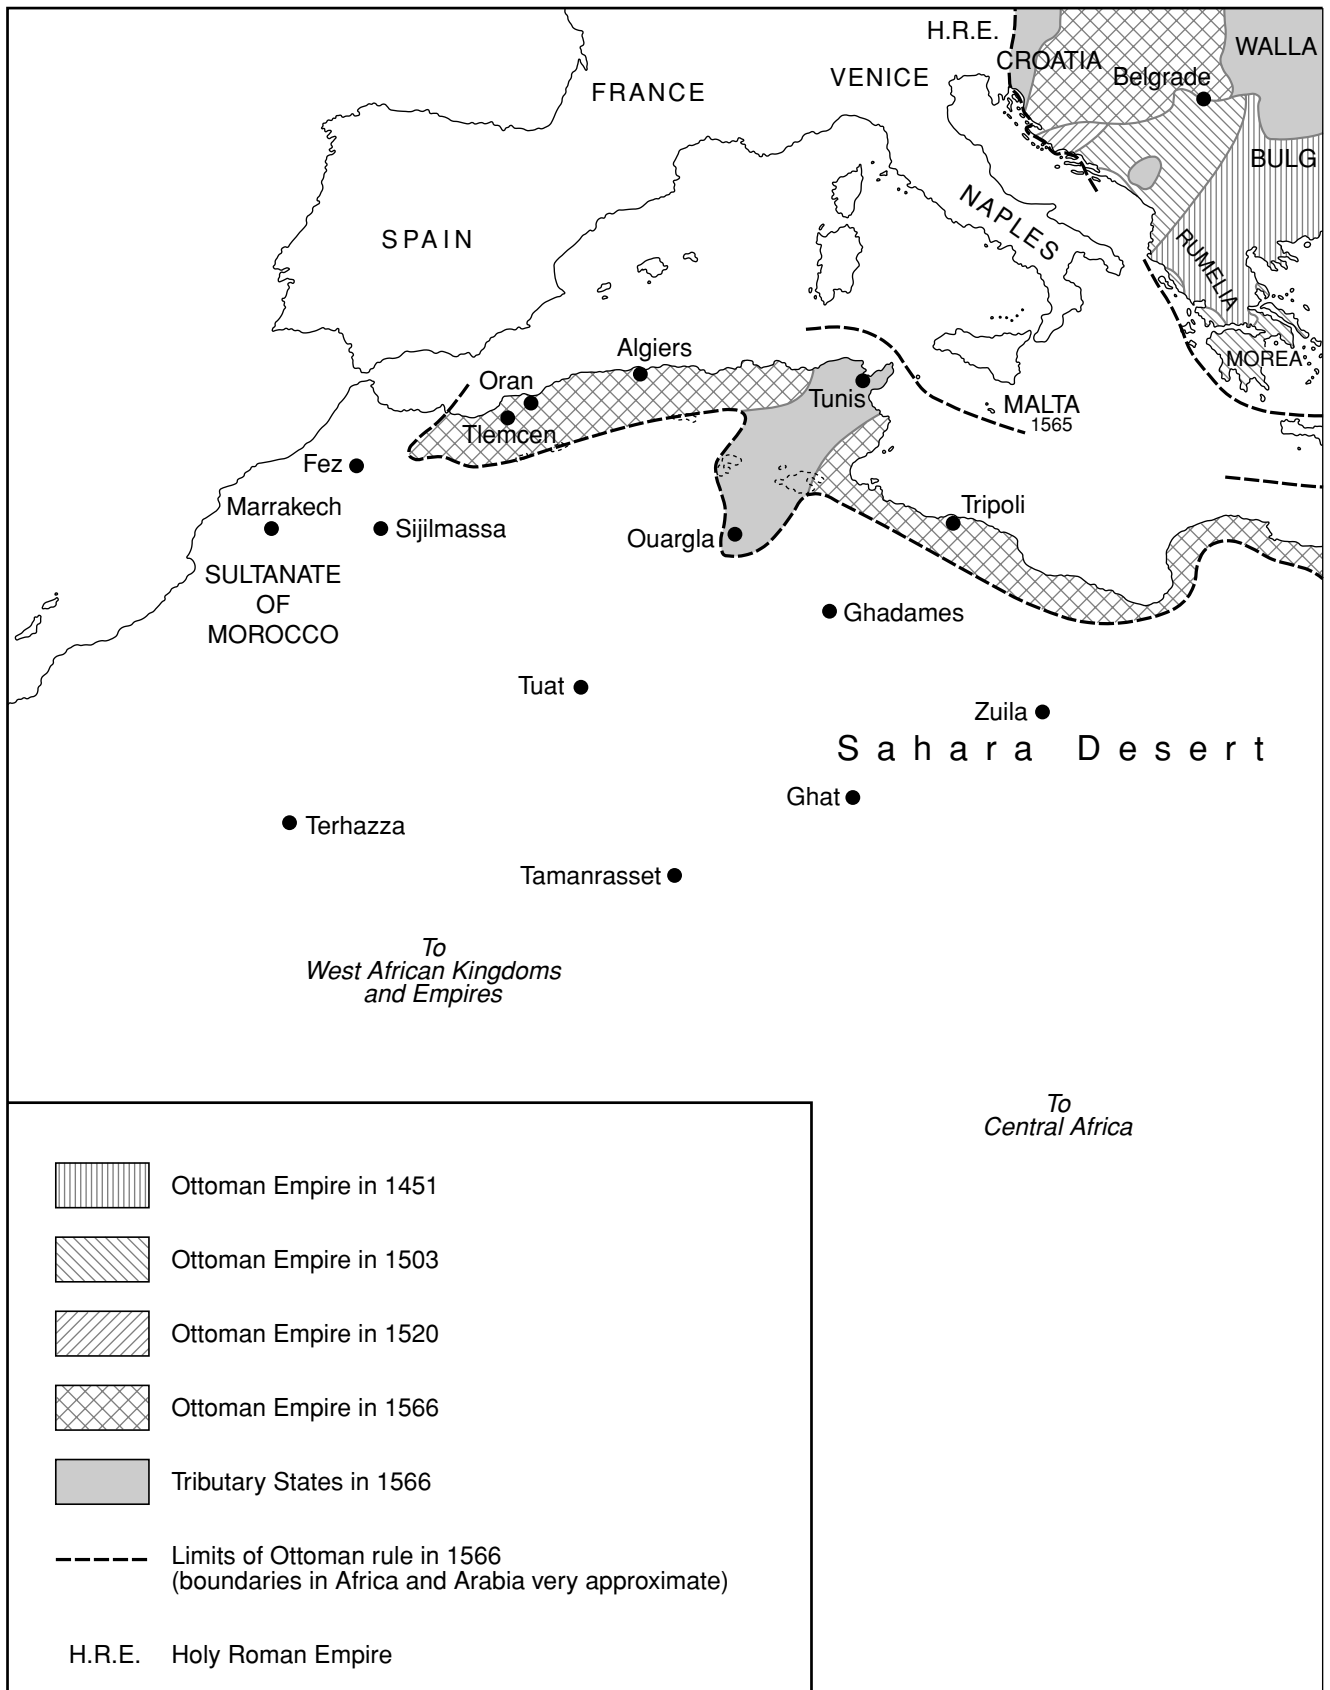 H.R.E.
WALLA
CROATIA
VENICE
Belgrade
FRANCE
BULG
NAPLES
SPAIN
RUMELIA
Algiers
MOREA
Oran
Tunis
MALTA
1565
Tlemcen
Fez
Marrakech
Tripoli
Sijilmassa
Ouargla
SULTANATE
OF
MOROCCO
Ghadames
Tuat
Zuila
Sahara Desert
Ghat
Terhazza
Tamanrasset
To
West African Kingdoms
and Empires
To
Central Africa
Ottoman Empire in 1451
Ottoman Empire in 1503
Ottoman Empire in 1520
Ottoman Empire in 1566
Tributary States in 1566
Limits of Ottoman rule in 1566
(boundaries in Africa and Arabia very approximate)
H.R.E. Holy Roman Empire